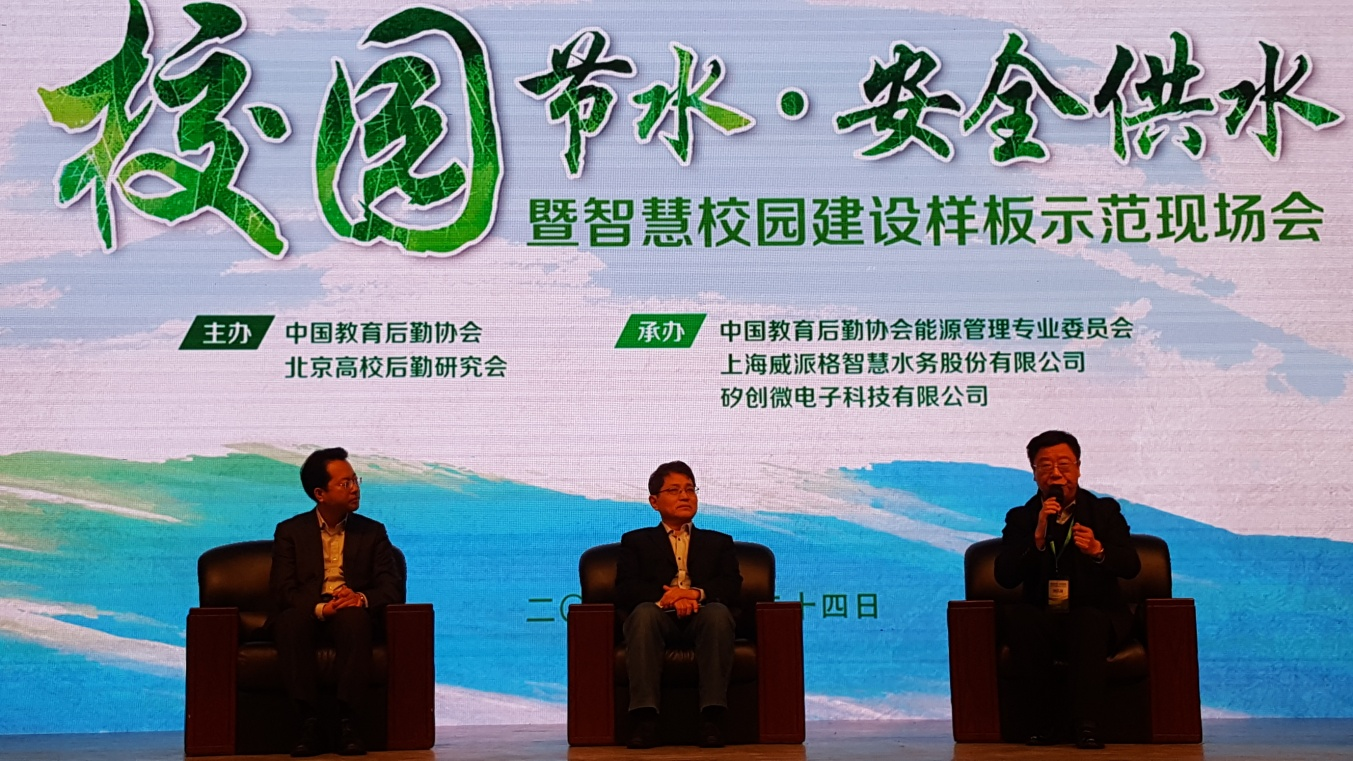 校园节水·安全供水
暨智慧校园建设样板示范现场会
主办 中国教育后勤协会
北京高校后勤研究会
承办 中国教育后勤协会能源管理专业委员会
上海威派格智慧水务股份有限公司
矽创微电子科技有限公司
二〇 十四日